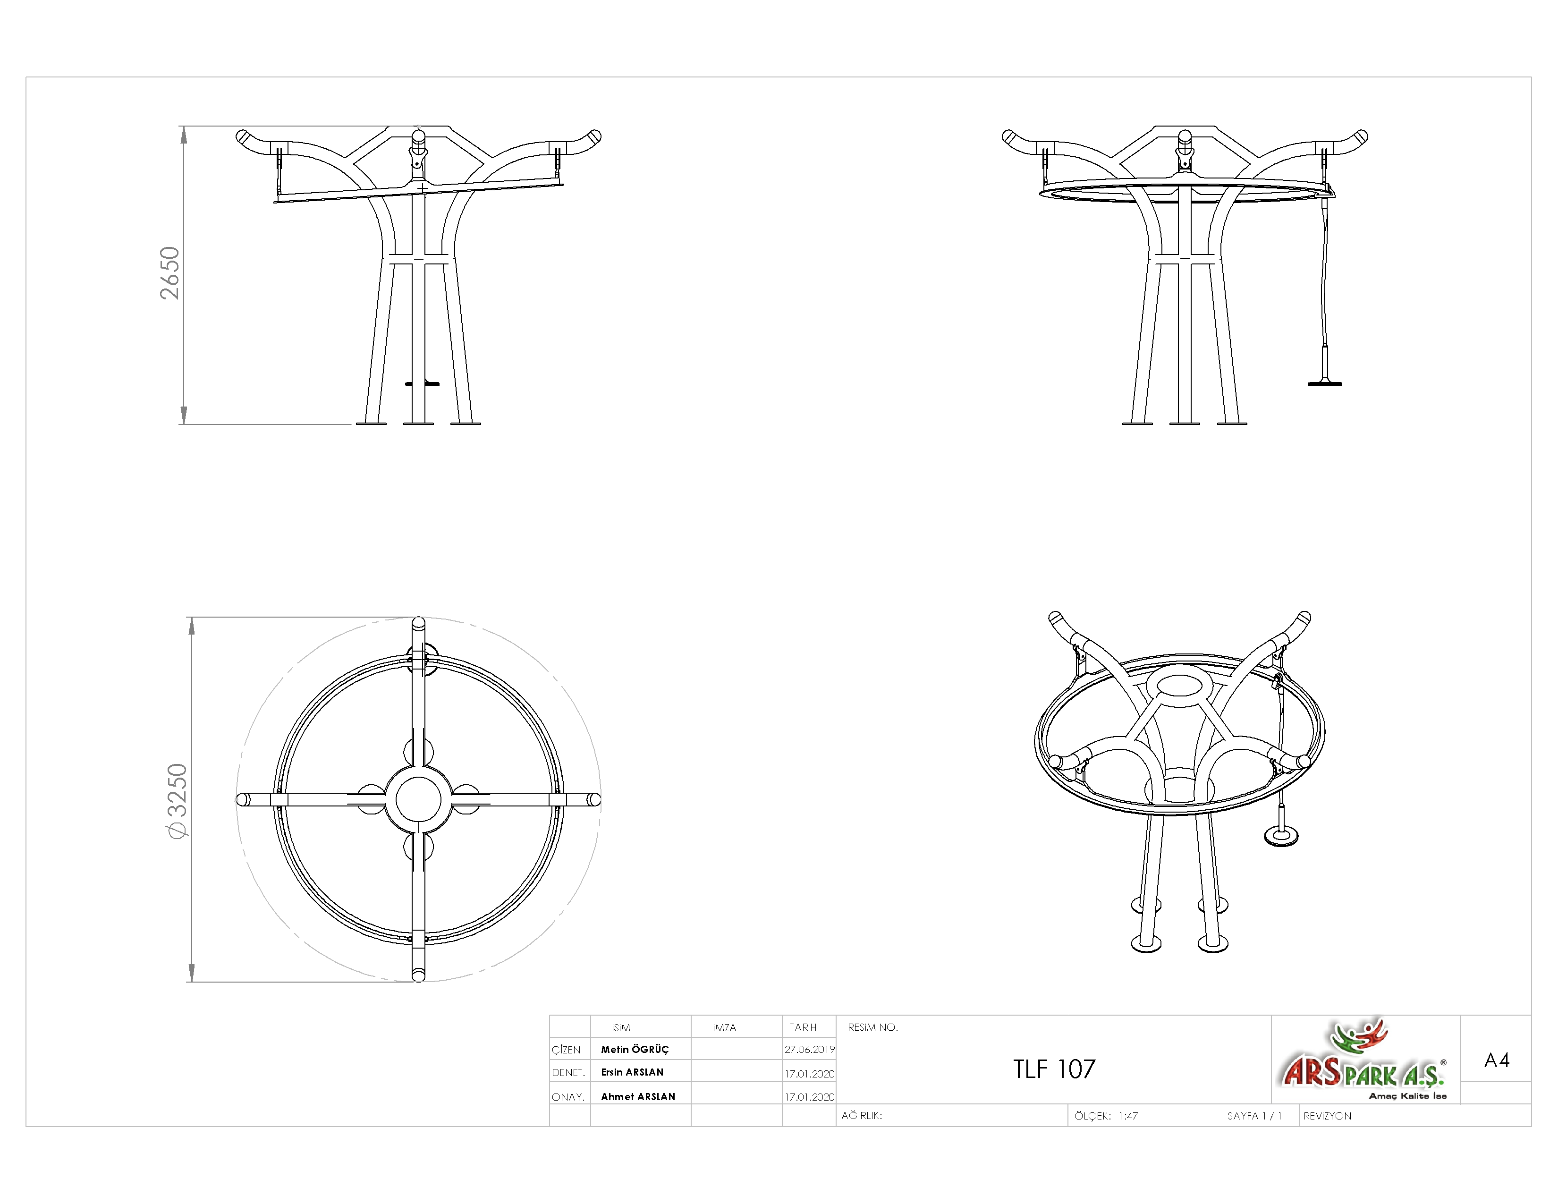 2650
⌀3250
İSİM
İMZA
TARİH
RESİM NO:
ÇİZEN
Metin ÖGRÜÇ
27.06.2019
DENET.
Ersin ARSLAN
17.01.2020
ONAY.
Ahmet ARSLAN
17.01.2020
TLF 107
ARSPARK A.Ş.®
Amaç Kalite İse
A4
AĞIRLIK:
ÖLÇEK: 1:47
SAYFA 1 / 1
REVİZYON